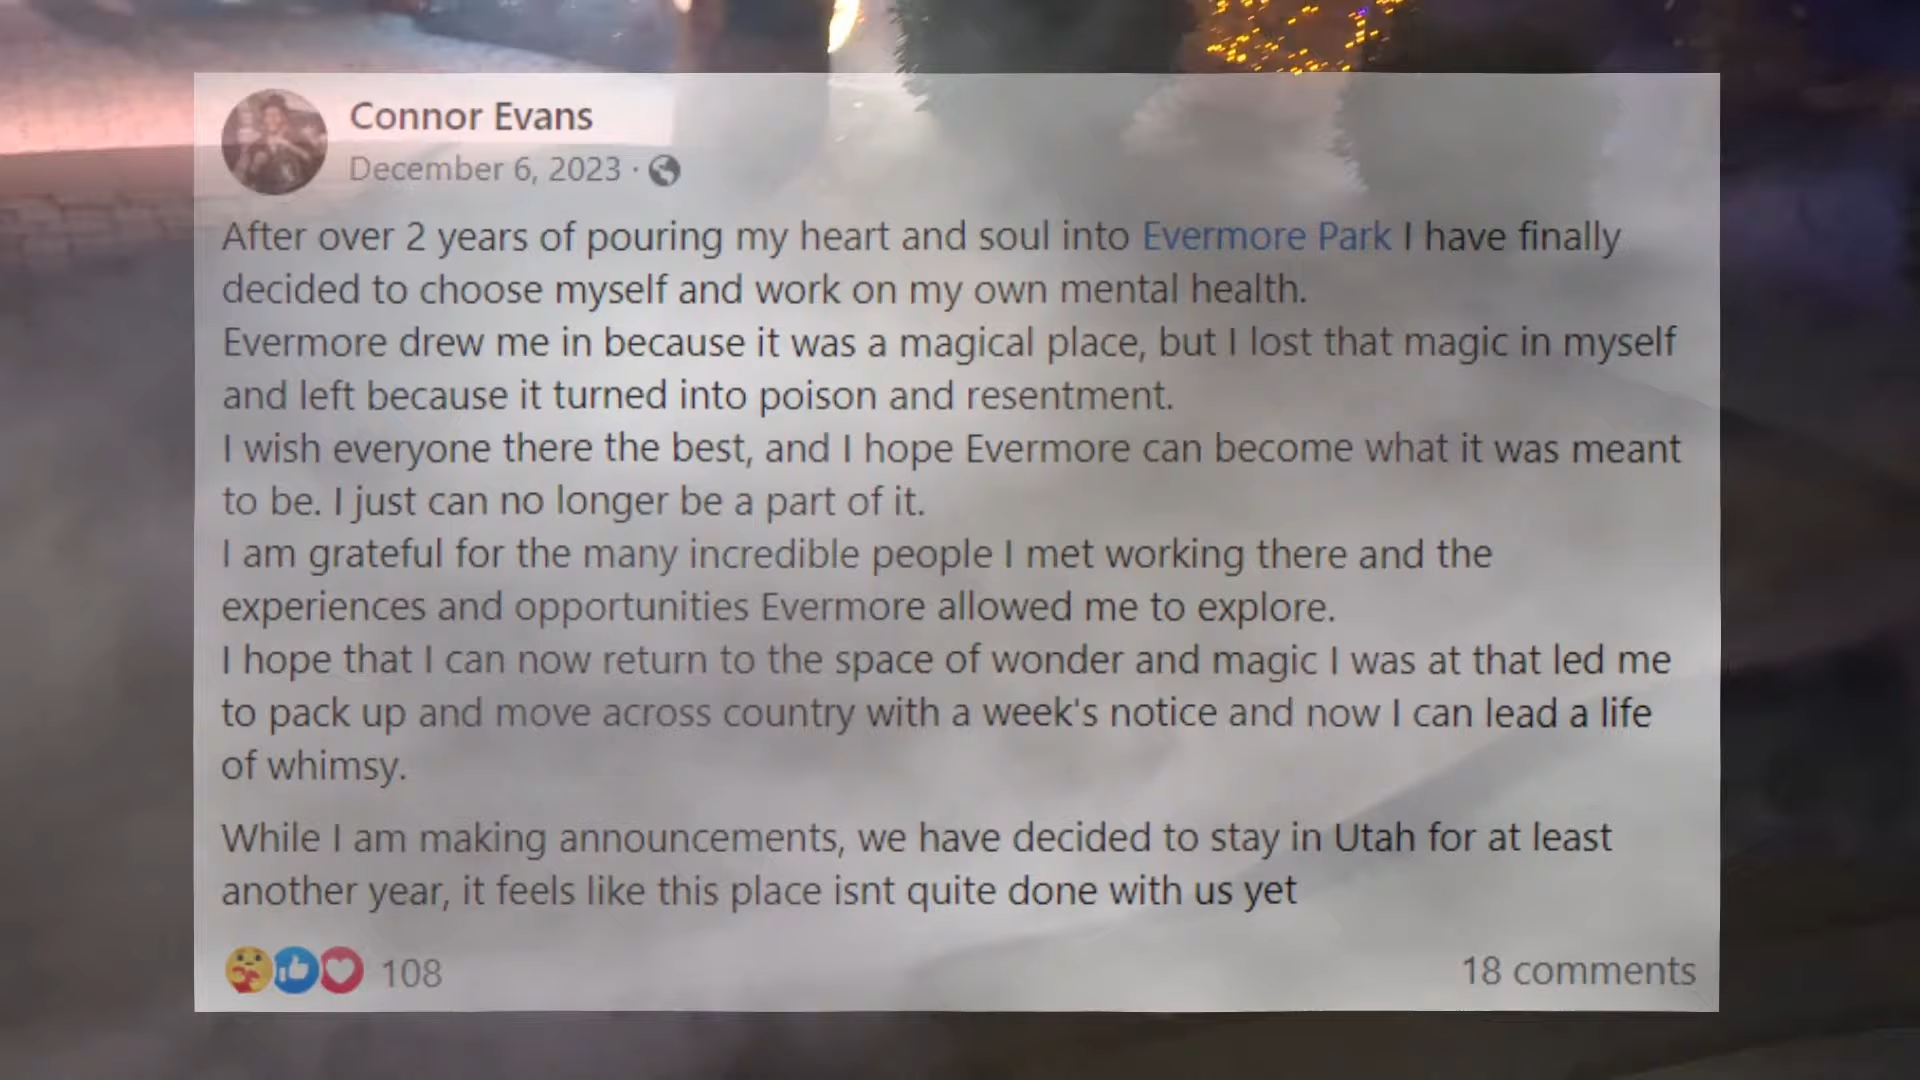 Connor Evans
December 6, 2023 ·
After over 2 years of pouring my heart and soul into Evermore Park I have finally
decided to choose myself and work on my own mental health.
Evermore drew me in because it was a magical place, but I lost that magic in myself
and left because it turned into poison and resentment.
I wish everyone there the best, and I hope Evermore can become what it was meant
to be. I just can no longer be a part of it.
I am grateful for the many incredible people I met working there and the
experiences and opportunities Evermore allowed me to explore.
I hope that I can now return to the space of wonder and magic I was at that led me
to pack up and move across country with a week's notice and now I can lead a life
of whimsy.
While I am making announcements, we have decided to stay in Utah for at least
another year, it feels like this place isnt quite done with us yet
108
18 comments